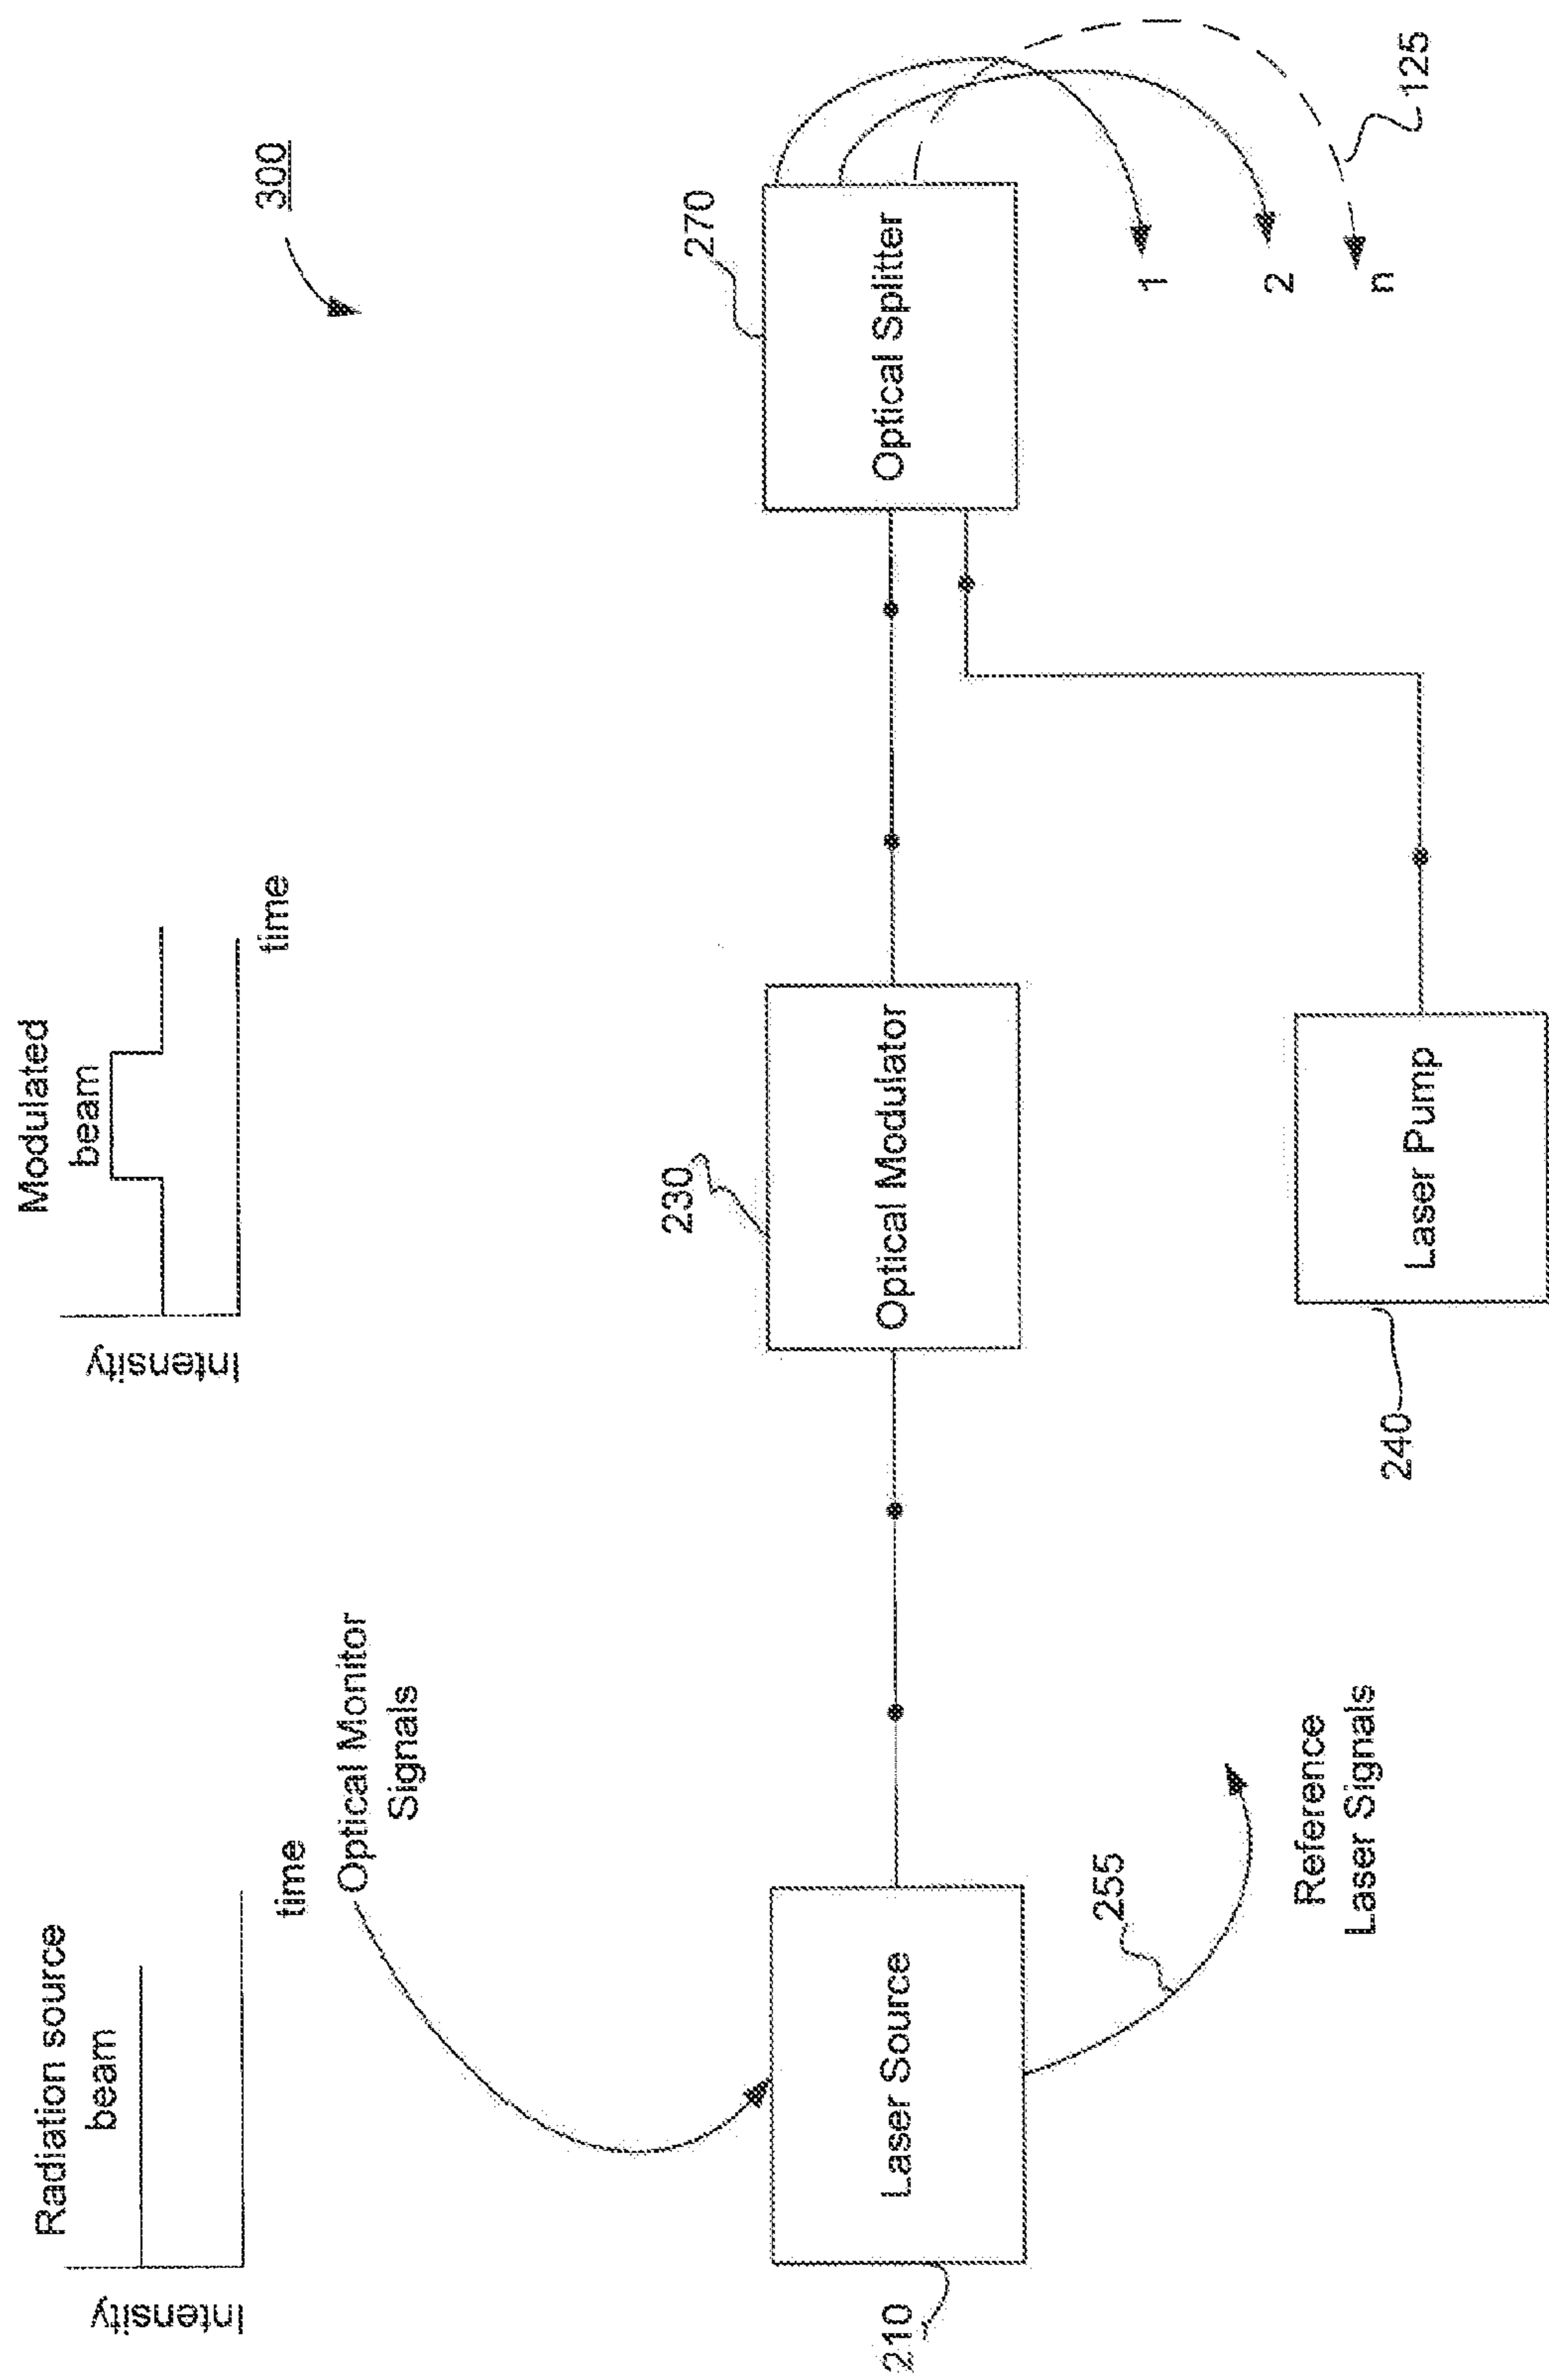 300
Radiation source
beam
Intensity
time
Modulated
beam
Intensity
time
Optical Monitor
Signals
210
Laser Source
255
Reference
Laser Signals
230
Optical Modulator
240
Laser Pump
270
Optical Splitter
1
2
n
125